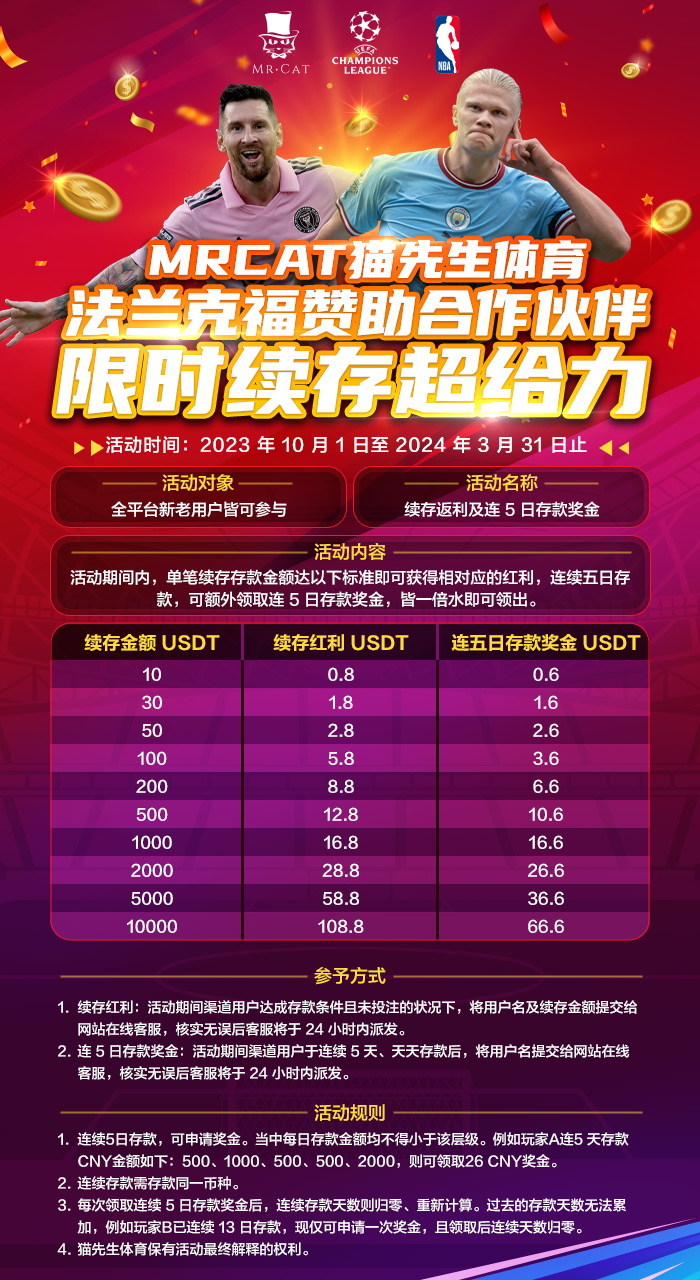 MR·CAT
UEFA
CHAMPIONS
LEAGUE
NBA
MRCAT猫先生体育
法兰克福赞助合作伙伴
限时续存超给力
活动时间：2023 年 10 月 1 日至 2024 年 3 月 31 日止
活动对象
全平台新老用户皆可参与
活动名称
续存返利及连 5 日存款奖金
活动内容
活动期间内，单笔续存存款金额达以下标准即可获得相对应的红利，连续五日存
款，可额外领取连 5 日存款奖金，皆一倍水即可领出。
续存金额 USDT 续存红利 USDT 连五日存款奖金 USDT
10 0.8 0.6
30 1.8 1.6
50 2.8 2.6
100 5.8 3.6
200 8.8 6.6
500 12.8 10.6
1000 16.8 16.6
2000 28.8 26.6
5000 58.8 36.6
10000 108.8 66.6
参予方式
1. 续存红利：活动期间渠道用户达成存款条件且未投注的状况下，将用户名及续存金额提交给
网站在线客服，核实无误后客服将于 24 小时内派发。
2. 连 5 日存款奖金：活动期间渠道用户于连续 5 天、天天存款后，将用户名提交给网站在线
客服，核实无误后客服将于 24 小时内派发。
活动规则
1. 连续5日存款，可申请奖金。当中每日存款金额均不得小于该层级。例如玩家A连5 天存款
CNY金额如下：500、1000、500、500、2000，则可领取26 CNY奖金。
2. 连续存款需存款同一币种。
3. 每次领取连续 5 日存款奖金后，连续存款天数则归零、重新计算。过去的存款天数无法累
加，例如玩家B已连续 13 日存款，现仅可申请一次奖金，且领取后连续天数归零。
4. 猫先生体育保有活动最终解释的权利。